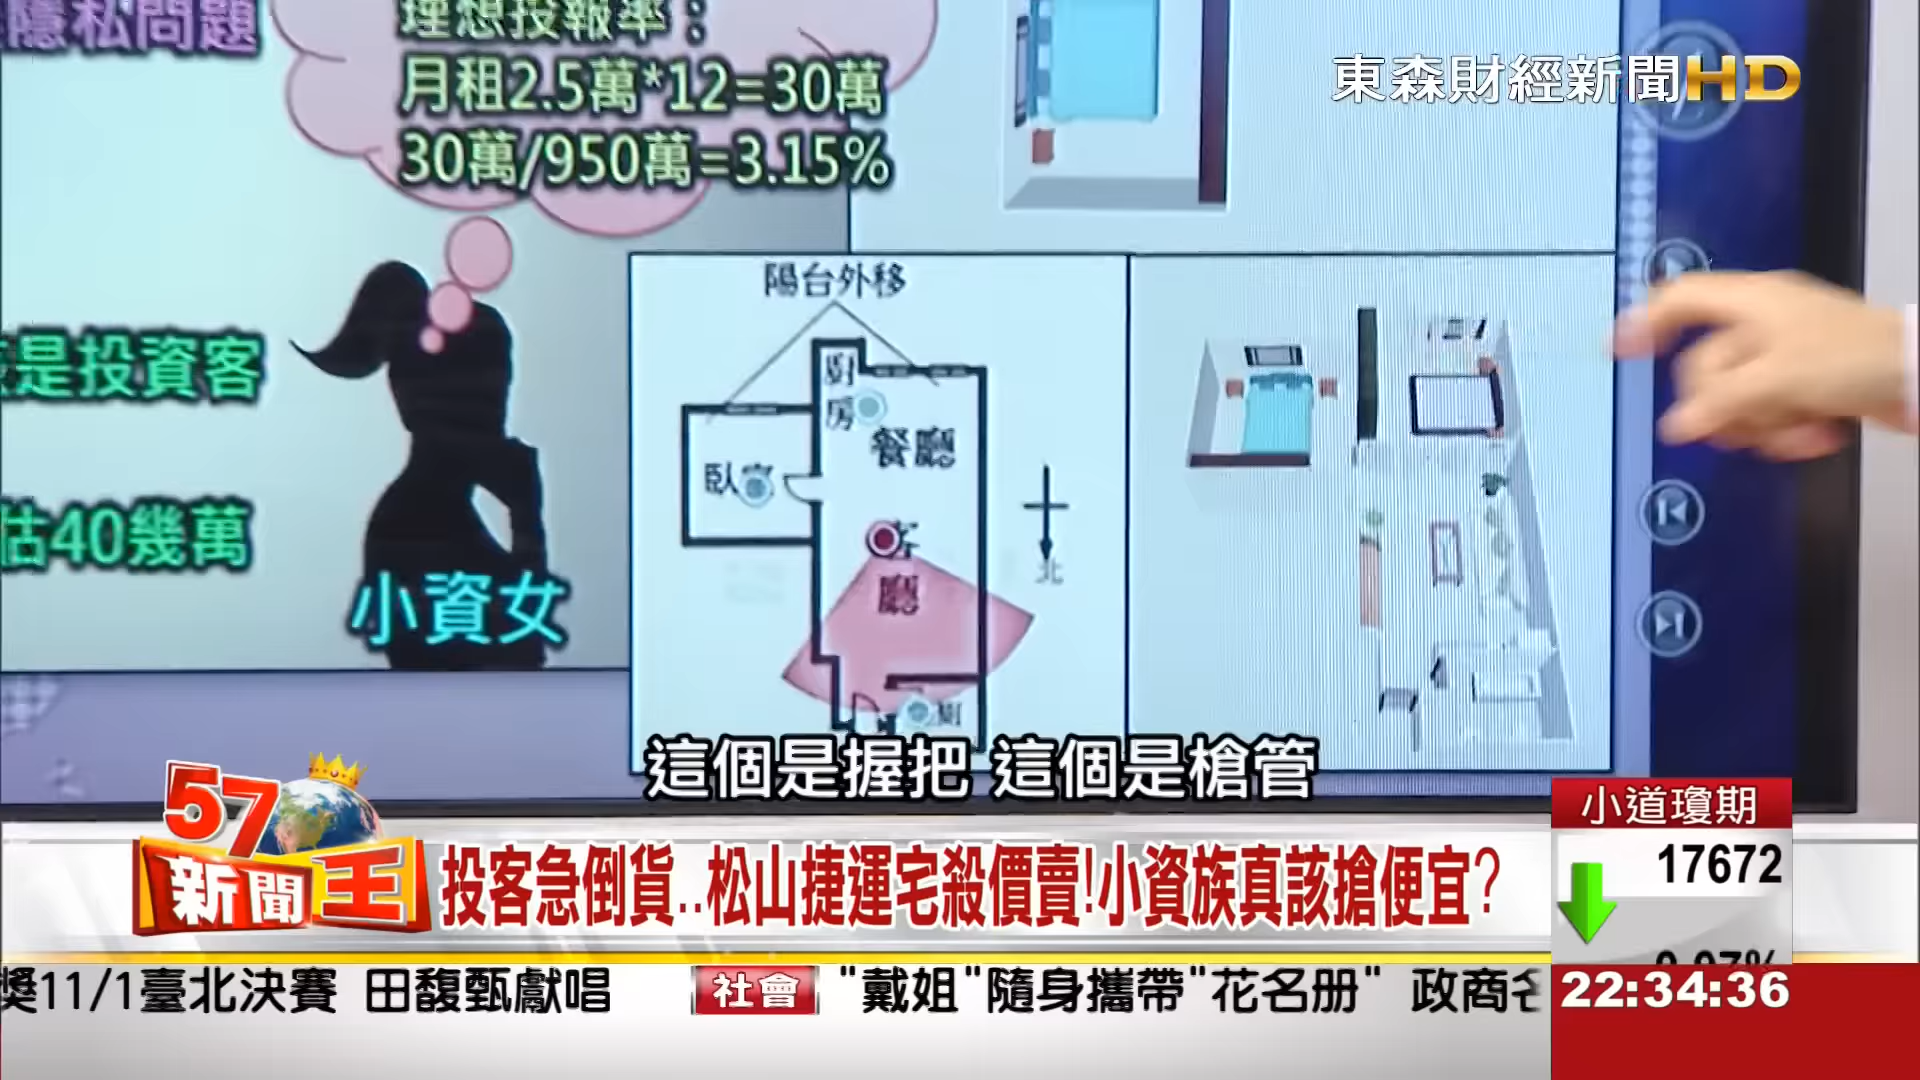 隱私問題
理想投報率：
月租2.5萬*12=30萬
30萬/950萬=3.15%
東森財經新聞HD
陽台外移
廚房
餐廳
臥室
客廳
北
廁
是投資客
估40幾萬
小資女
這個是握把 這個是槍管
57新聞王
投客急倒貨..松山捷運宅殺價賣!小資族真該搶便宜?
小道瓊期
17672
獎11/1臺北決賽 田馥甄獻唱
社會
"戴姐"隨身攜帶"花名册" 政商名
22:34:36